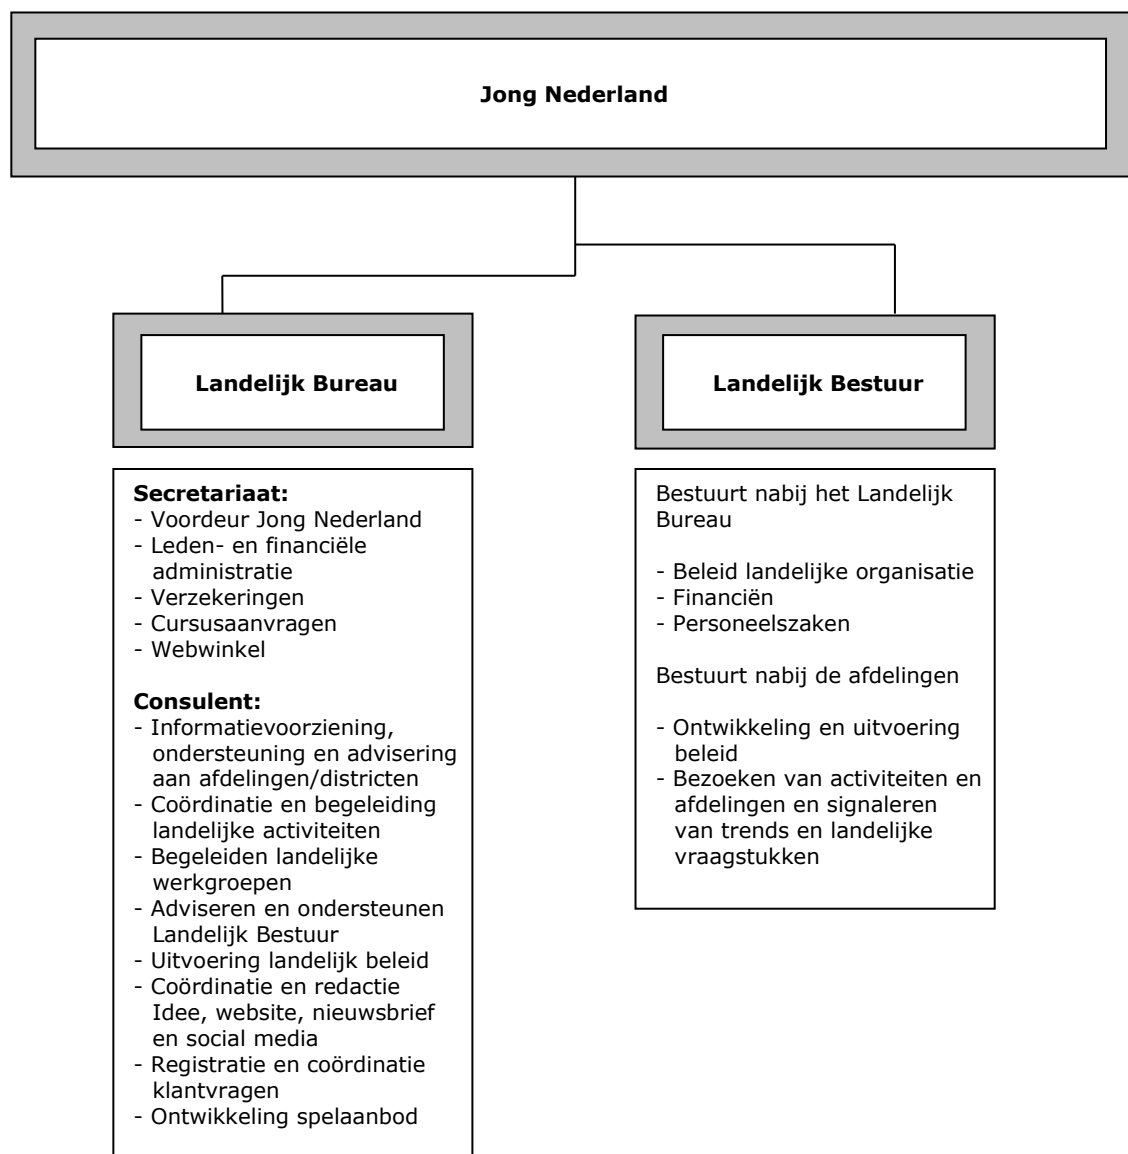 Jong Nederland
Landelijk Bureau
Secretariaat:
- Voordeur Jong Nederland
- Leden- en financiële
administratie
- Verzekeringen
- Cursusaanvragen
- Webwinkel
Consulent:
- Informatievoorziening,
ondersteuning en advisering
aan afdelingen/districten
- Coördinatie en begeleiding
landelijke activiteiten
- Begeleiden landelijke
werkgroepen
- Adviseren en ondersteunen
Landelijk Bestuur
- Uitvoering landelijk beleid
- Coördinatie en redactie
Idee, website, nieuwsbrief
en social media
- Registratie en coördinatie
klantvragen
- Ontwikkeling spelaanbod
Landelijk Bestuur
Bestuurt nabij het Landelijk
Bureau
- Beleid landelijke organisatie
- Financiën
- Personeelszaken
Bestuurt nabij de afdelingen
- Ontwikkeling en uitvoering
beleid
- Bezoeken van activiteiten en
afdelingen en signaleren
van trends en landelijke
vraagstukken